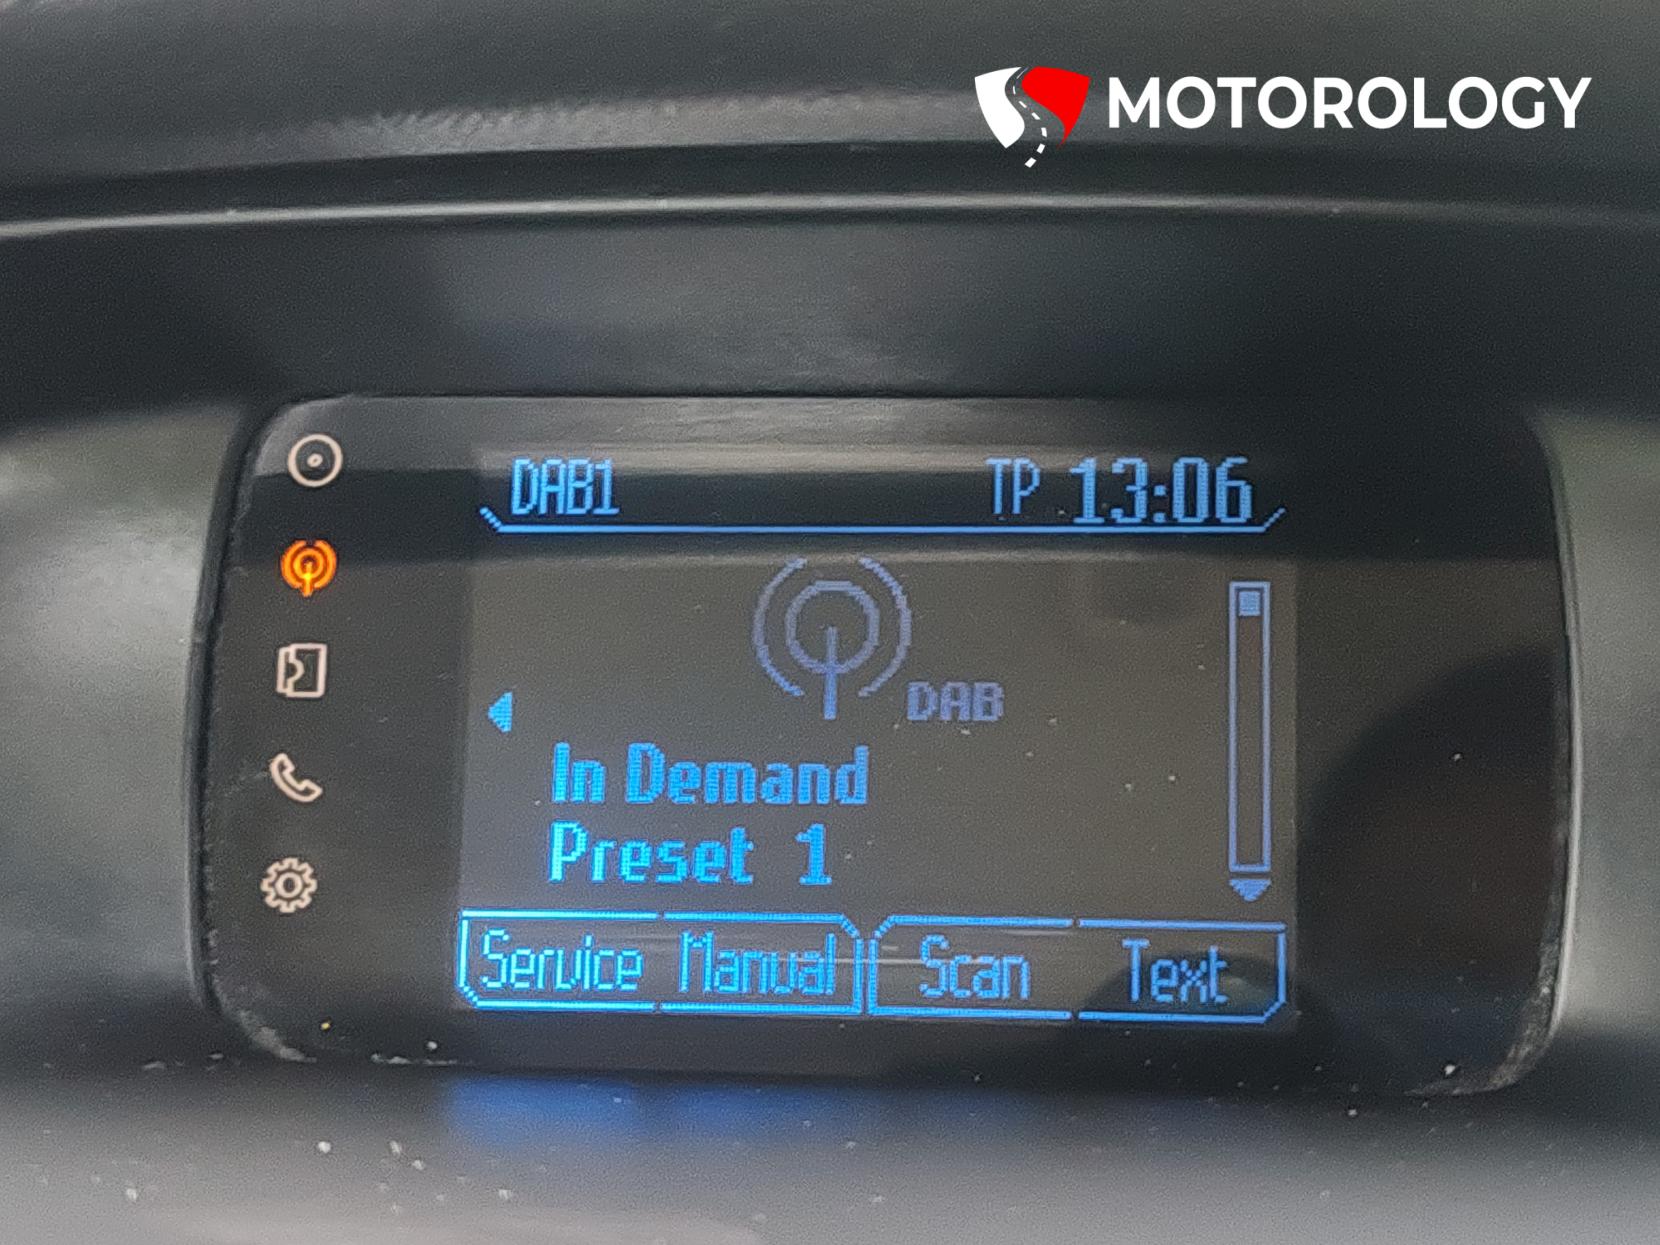 MOTOROLOGY
DAB1 TP 13:06
DAB
In Demand
Preset 1
Service Manual Scan Text